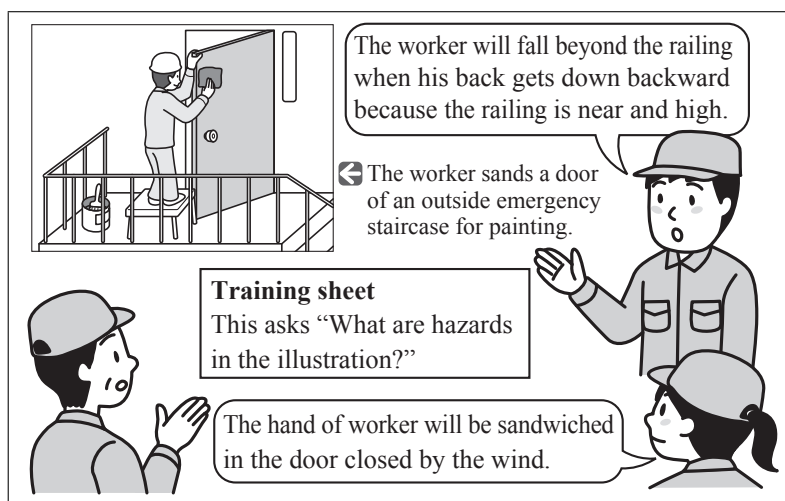 The worker will fall beyond the railing
when his back gets down backward
because the railing is near and high.
The worker sands a door
of an outside emergency
staircase for painting.
Training sheet
This asks “What are hazards
in the illustration?”
The hand of worker will be sandwiched
in the door closed by the wind.